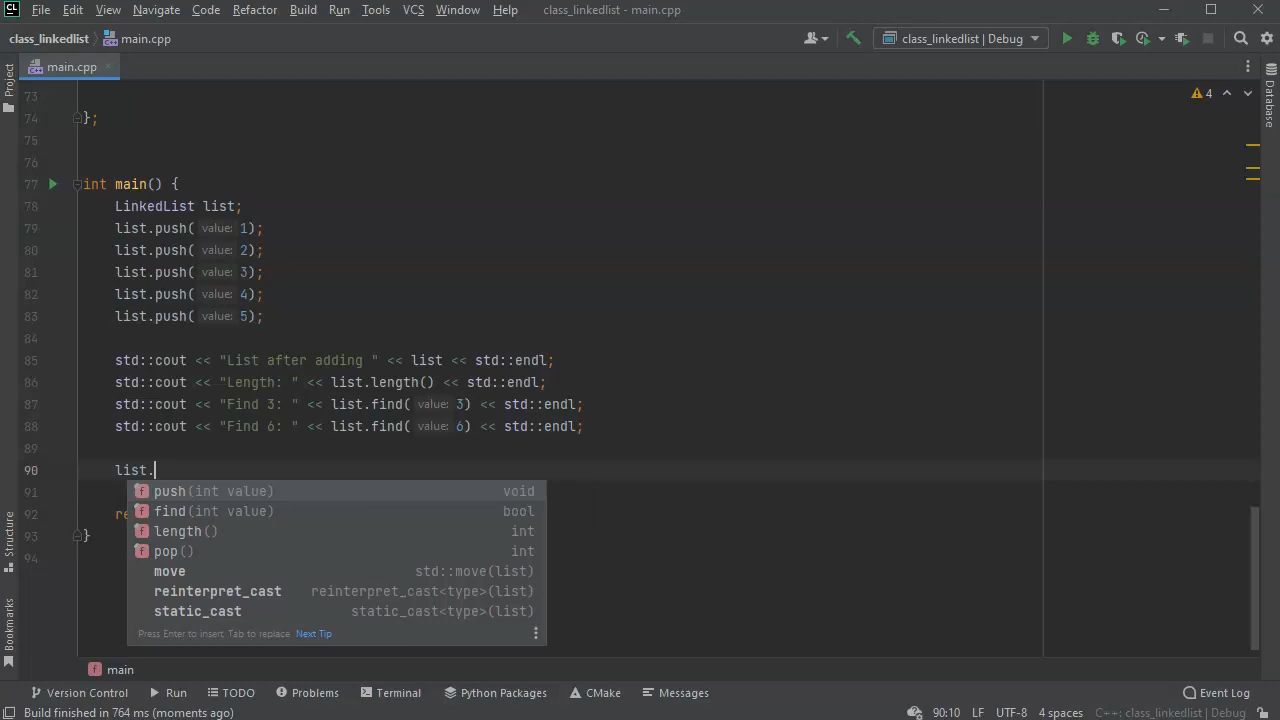 CL File Edit View Navigate Code Refactor Build Run Tools VCS Window Help class_linkedlist - main.cpp
class_linkedlist main.cpp class_linkedlist | Debug
Project main.cpp Database
4
73
74 };
75
76
77 int main() {
78 LinkedList list;
79 list.push( value: 1);
80 list.push( value: 2);
81 list.push( value: 3);
82 list.push( value: 4);
83 list.push( value: 5);
84
85 std::cout << "List after adding " << list << std::endl;
86 std::cout << "Length: " << list.length() << std::endl;
87 std::cout << "Find 3: " << list.find( value: 3) << std::endl;
88 std::cout << "Find 6: " << list.find( value: 6) << std::endl;
89
90 list.
91 push(int value) void
find(int value) bool
92 re
length() int
93 }
pop() int
94
move std::move(list)
reinterpret_cast reinterpret_cast<type>(list)
static_cast static_cast<type>(list)
Press Enter to insert, Tab to replace Next Tip
Structure
Bookmarks
main
Version Control Run TODO Problems Terminal Python Packages CMake Messages Event Log
Build finished in 764 ms (moments ago) 90:10 LF UTF-8 4 spaces C++: class_linkedlist | Debug